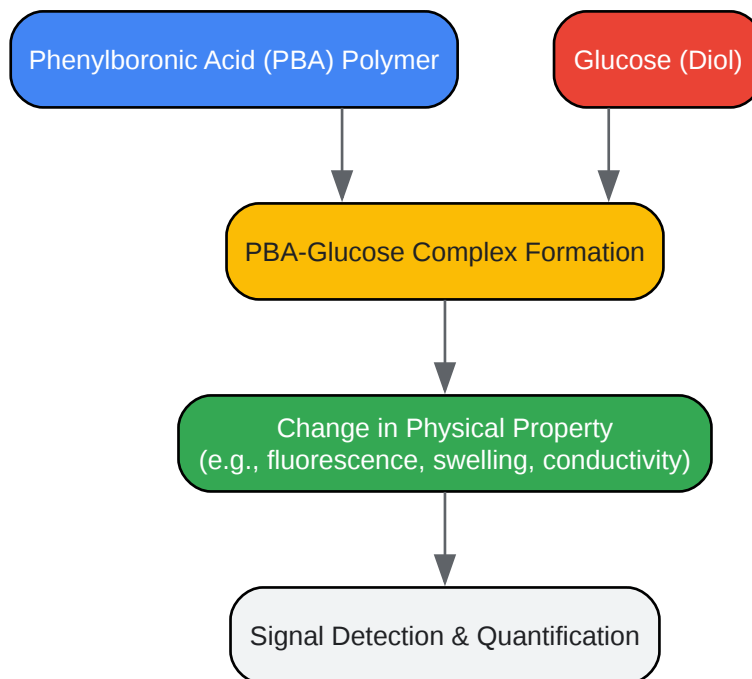 Phenylboronic Acid (PBA) Polymer
Glucose (Diol)
PBA-Glucose Complex Formation
Change in Physical Property
(e.g., fluorescence, swelling, conductivity)
Signal Detection & Quantification